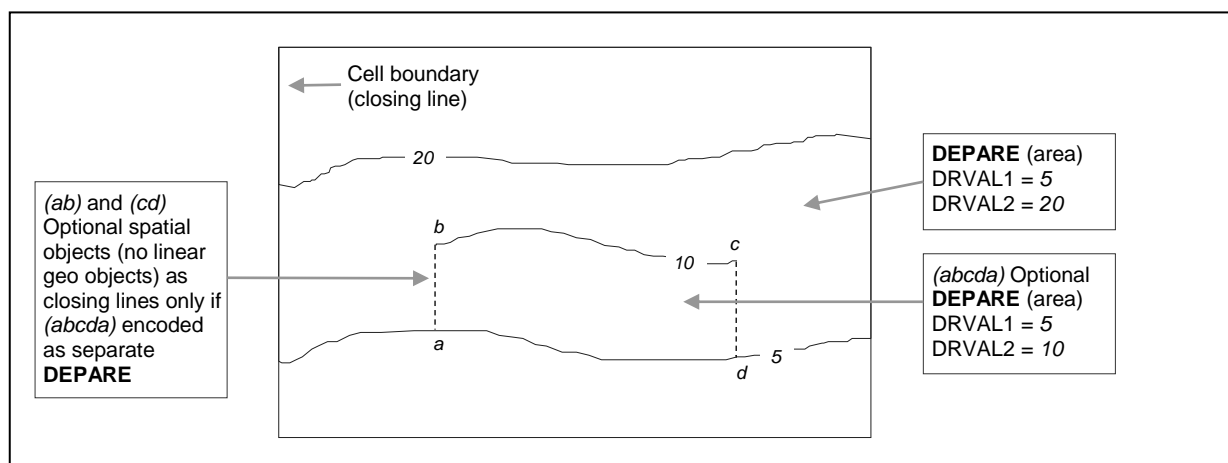 Cell boundary
(closing line)
20
DEPARE (area)
DRVAL1 = 5
DRVAL2 = 20
(ab) and (cd)
Optional spatial
objects (no linear
geo objects) as
closing lines only if
(abcda) encoded
as separate
DEPARE
b
c
10
(abcda) Optional
DEPARE (area)
DRVAL1 = 5
DRVAL2 = 10
a
d
5